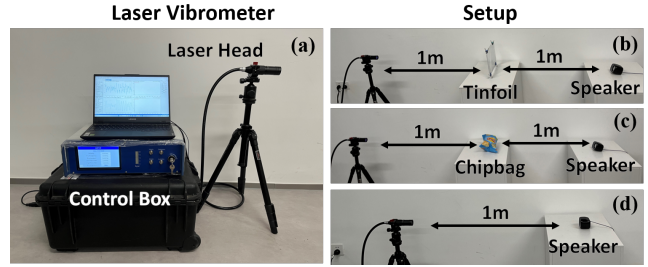 Laser Vibrometer
Setup
Laser Head
(a)
Control Box
(b)
1m
1m
Tinfoil
Speaker
(c)
1m
1m
Chipbag
Speaker
(d)
1m
Speaker